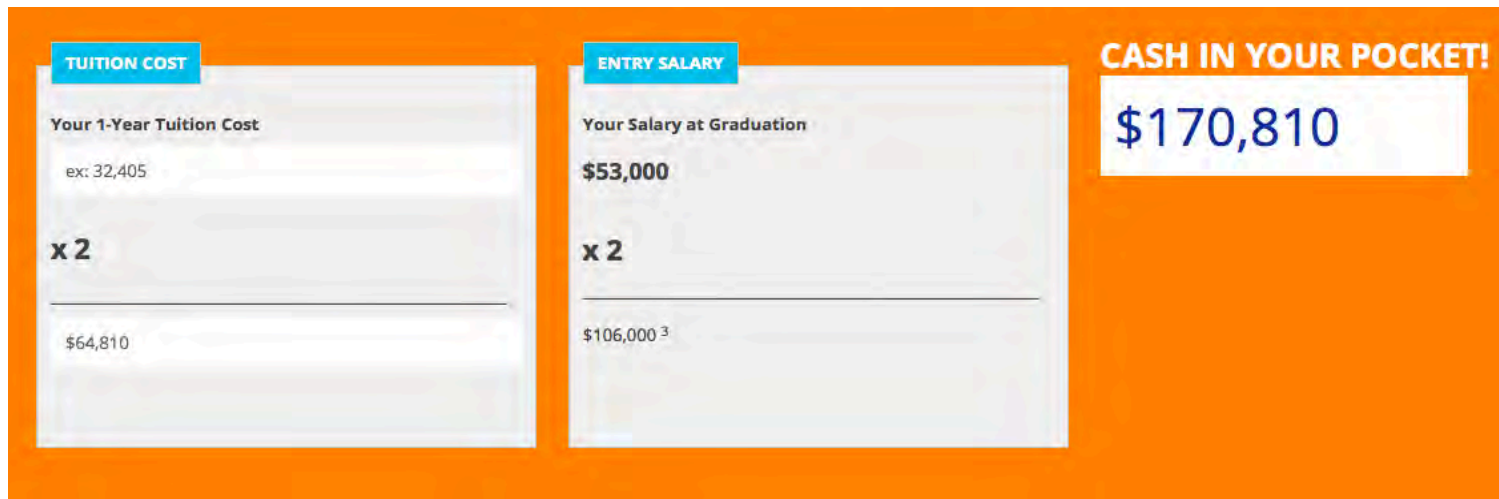 TUITION COST
Your 1-Year Tuition Cost
ex: 32,405
x 2
$64,810
ENTRY SALARY
Your Salary at Graduation
$53,000
x 2
$106,000 3
CASH IN YOUR POCKET!
$170,810